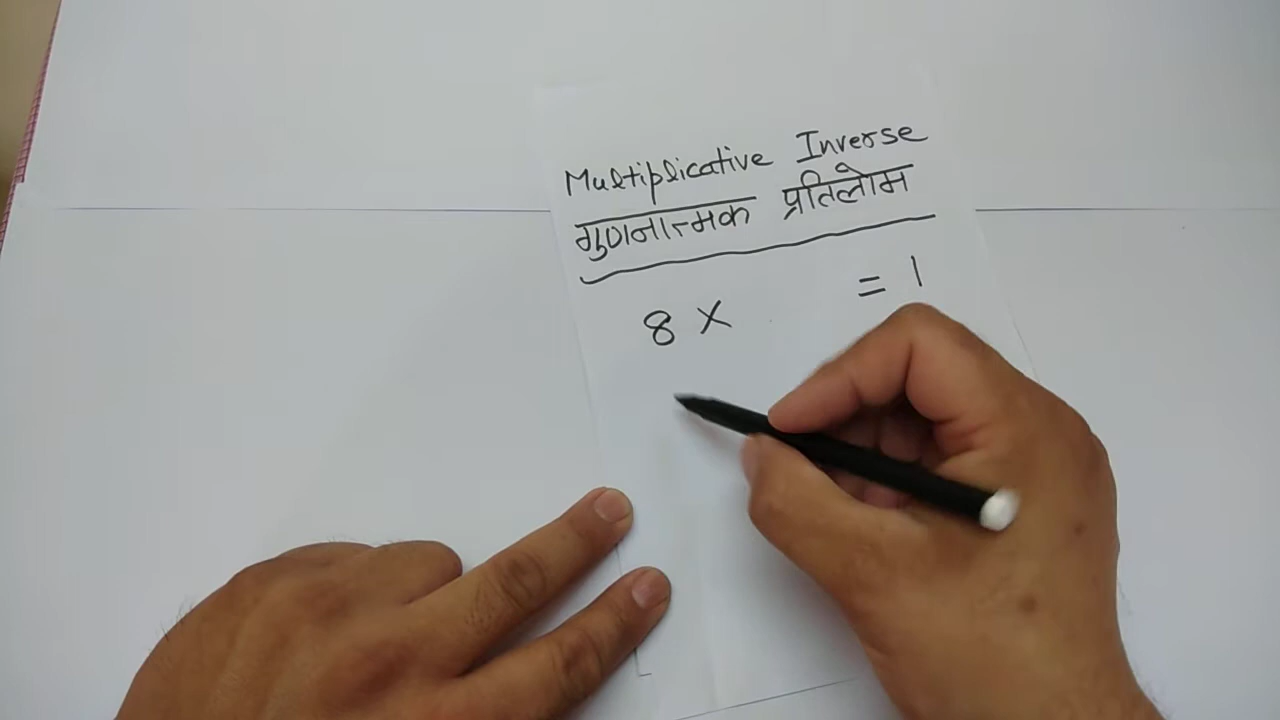 Multiplicative Inverse
गुणनात्मक प्रतिलोम
8 × = 1